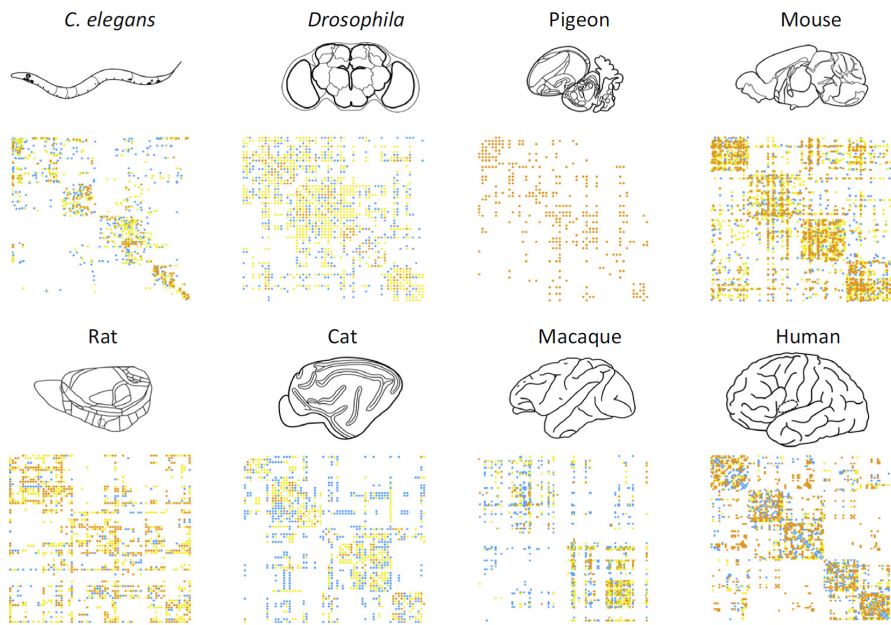 C. elegans
Drosophila
Pigeon
Mouse
Rat
Cat
Macaque
Human